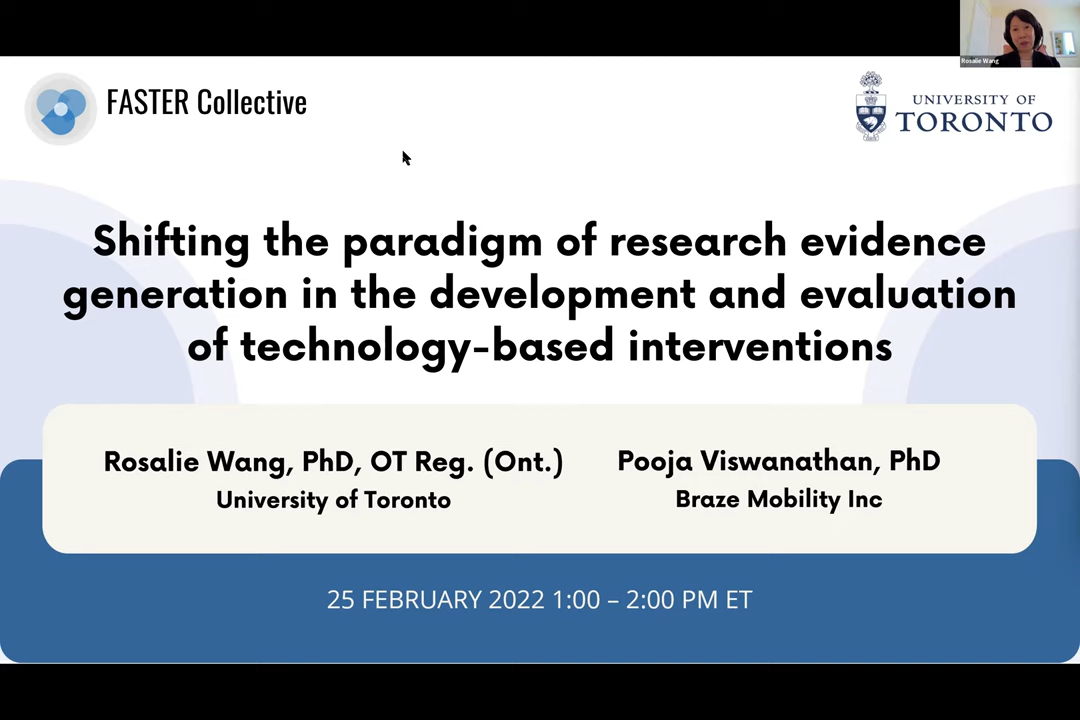 Rosalie Wang
FASTER Collective
UNIVERSITY OF
TORONTO
Shifting the paradigm of research evidence
generation in the development and evaluation
of technology-based interventions
Rosalie Wang, PhD, OT Reg. (Ont.)
University of Toronto
Pooja Viswanathan, PhD
Braze Mobility Inc
25 FEBRUARY 2022 1:00 – 2:00 PM ET